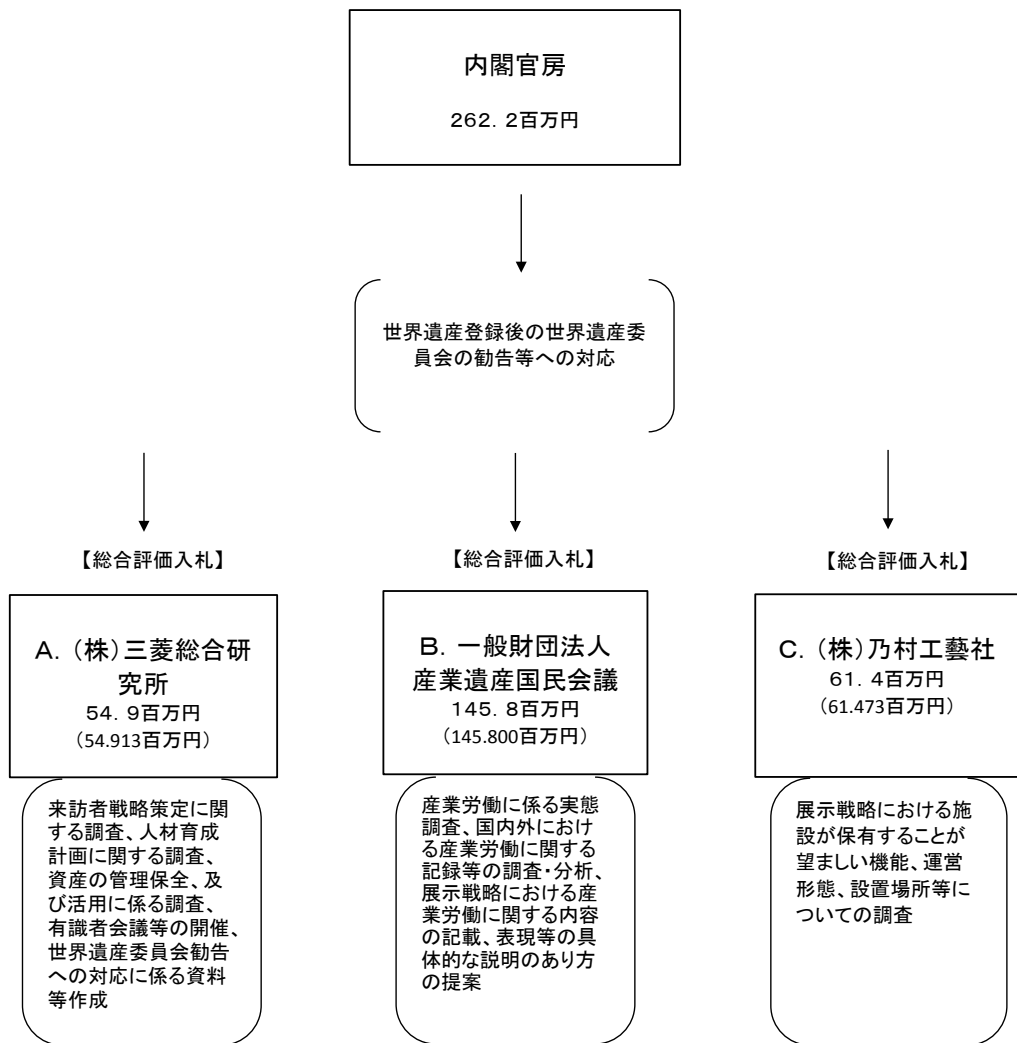 内閣官房
262．2百万円
世界遺産登録後の世界遺産委
員会の勧告等への対応
【総合評価入札】
【総合評価入札】
【総合評価入札】
A．（株）三菱総合研
究所
54．9百万円
（54.913百万円）
B．一般財団法人
産業遺産国民会議
145．8百万円
（145.800百万円）
C．（株）乃村工藝社
61．4百万円
（61.473百万円）
来訪者戦略策定に関
する調査、人材育成
計画に関する調査、
資産の管理保全、及
び活用に係る調査、
有識者会議等の開催、
世界遺産委員会勧告
への対応に係る資料
等作成
産業労働に係る実態
調査、国内外におけ
る産業労働に関する
記録等の調査・分析、
展示戦略における産
業労働に関する内容
の記載、表現等の具
体的な説明のあり方
の提案
展示戦略における施
設が保有することが
望ましい機能、運営
形態、設置場所等に
ついての調査